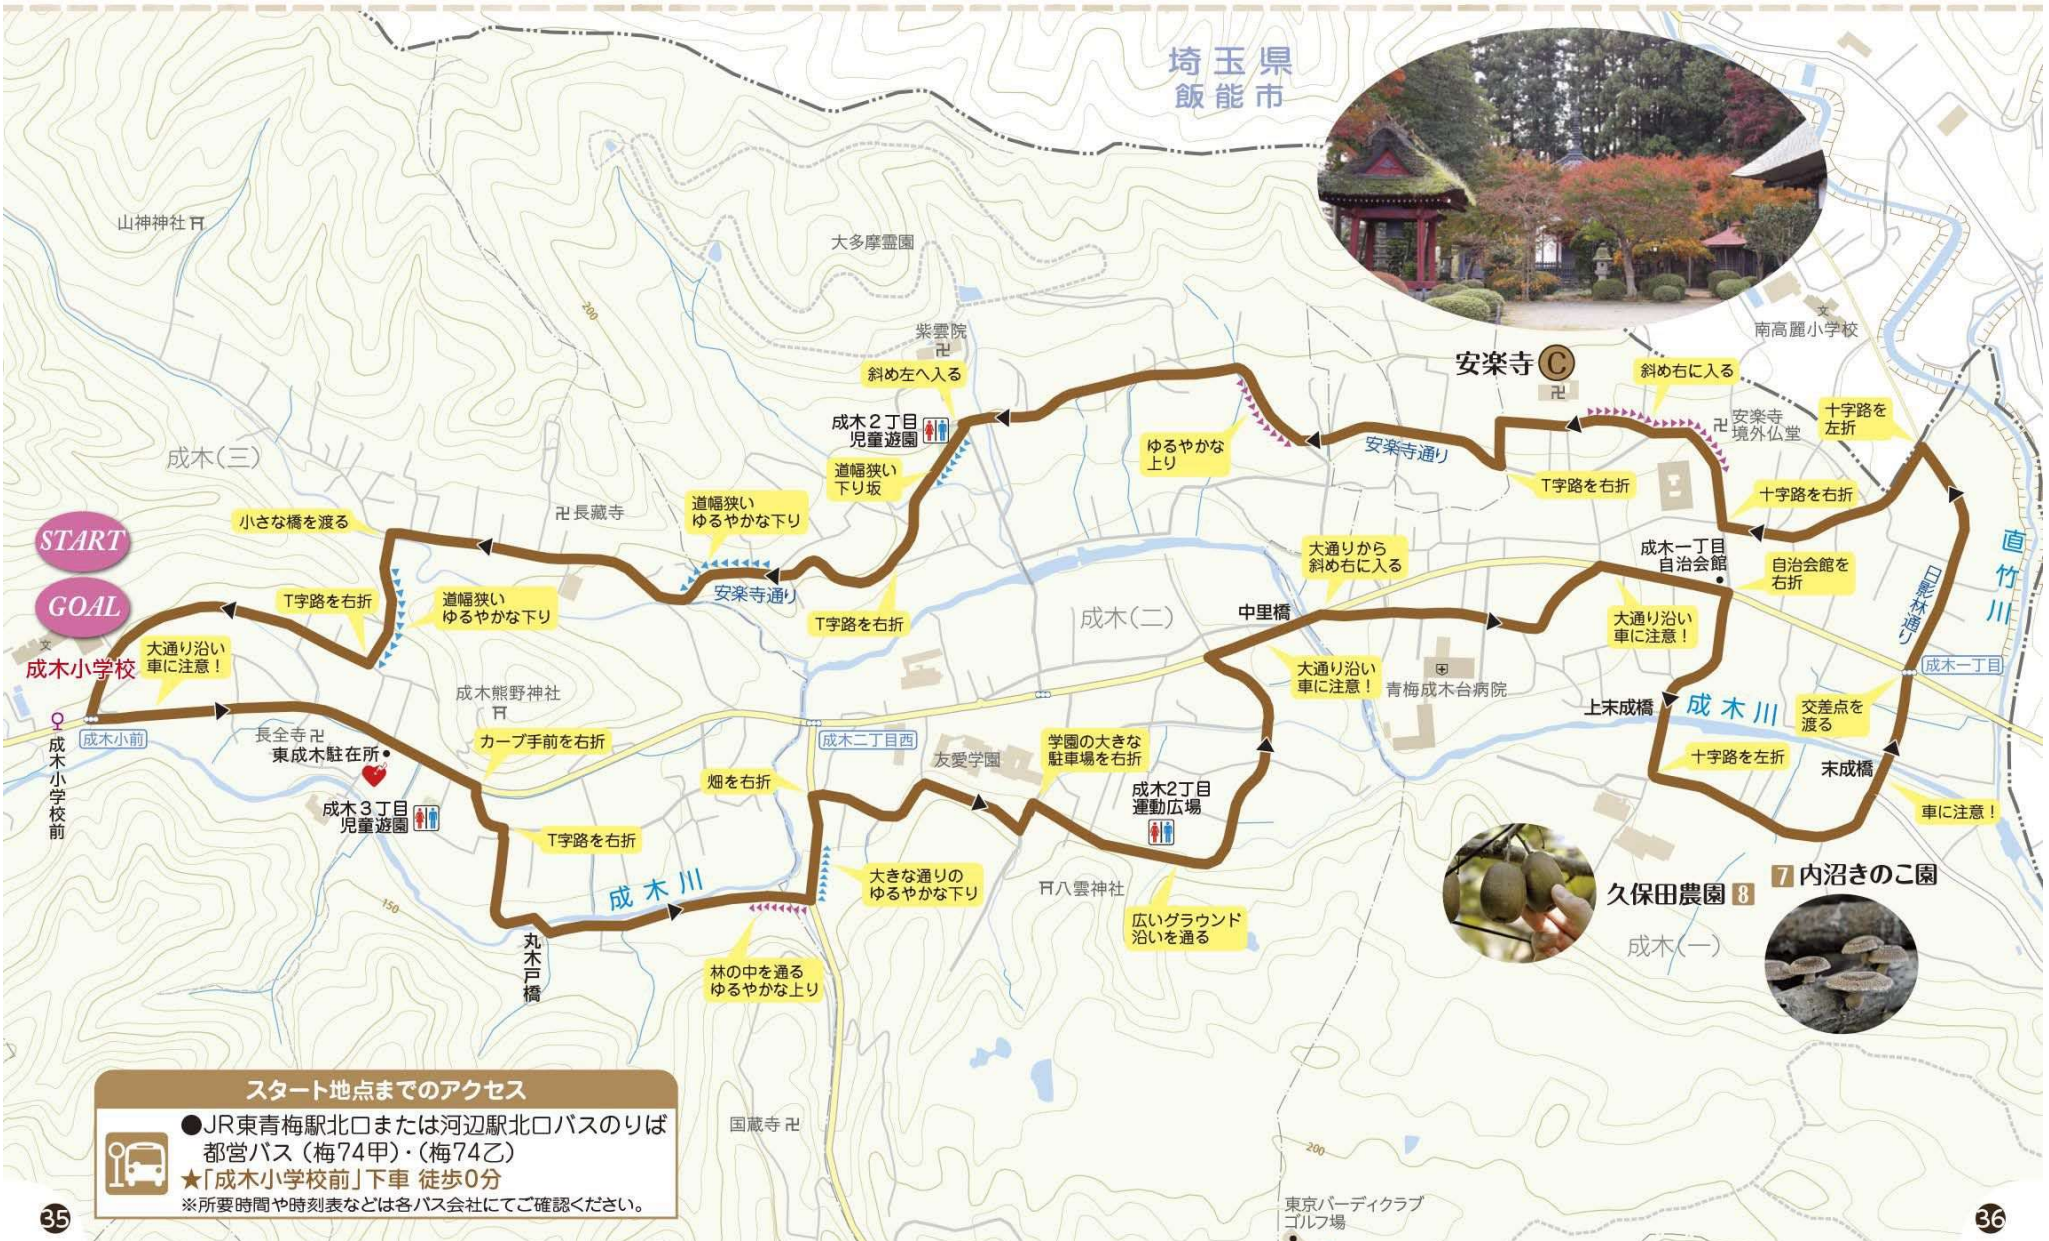 埼玉県
飯能市
山神神社
大多摩霊園
200
紫雲院
斜め左へ入る
成木2丁目
児童遊園
道幅狭い
下り坂
安楽寺 C
斜め右に入る
南高麗小学校
安楽寺
境外仏堂
十字路を
左折
ゆるやかな
上り
安楽寺通り
T字路を右折
十字路を右折
成木(三)
長藏寺
道幅狭い
ゆるやかな下り
小さな橋を渡る
START
GOAL
成木小学校
T字路を右折
道幅狭い
ゆるやかな下り
安楽寺通り
T字路を右折
大通りから
斜め右に入る
成木一丁目
自治会館
自治会館を
右折
直竹川
日影林通り
成木(二)
中里橋
大通り沿い
車に注意!
大通り沿い
車に注意!
大通り沿い
車に注意!
成木一丁目
青梅成木台病院
上末成橋
成木川
交差点を
渡る
十字路を左折
末成橋
車に注意!
成木小前
成木小学校前
長全寺
東成木駐在所
成木熊野神社
カーブ手前を右折
成木3丁目
児童遊園
T字路を右折
成木二丁目西
畑を右折
友愛学園
学園の大きな
駐車場を右折
成木2丁目
運動広場
大きな通りの
ゆるやかな下り
八雲神社
広いグラウンド
沿いを通る
成木川
150
丸木戸橋
林の中を通る
ゆるやかな上り
久保田農園 8
7 内沼きのこ園
成木(一)
スタート地点までのアクセス
●JR東青梅駅北口または河辺駅北口バスのりば
都営バス(梅74甲)・(梅74乙)
★「成木小学校前」下車 徒歩0分
※所要時間や時刻表などは各バス会社にてご確認ください。
国蔵寺
200
東京バーディクラブ
ゴルフ場
35
36